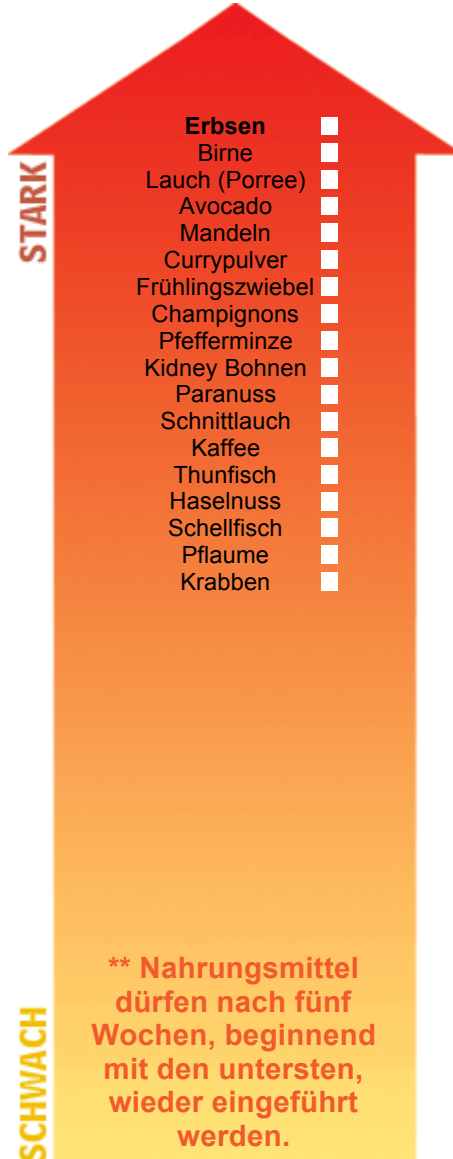 STARK
Erbsen
Birne
Lauch (Porree)
Avocado
Mandeln
Currypulver
Frühlingszwiebel
Champignons
Pfefferminze
Kidney Bohnen
Paranuss
Schnittlauch
Kaffee
Thunfisch
Haselnuss
Schellfisch
Pflaume
Krabben
SCHWACH
** Nahrungsmittel
dürfen nach fünf
Wochen, beginnend
mit den untersten,
wieder eingeführt
werden.